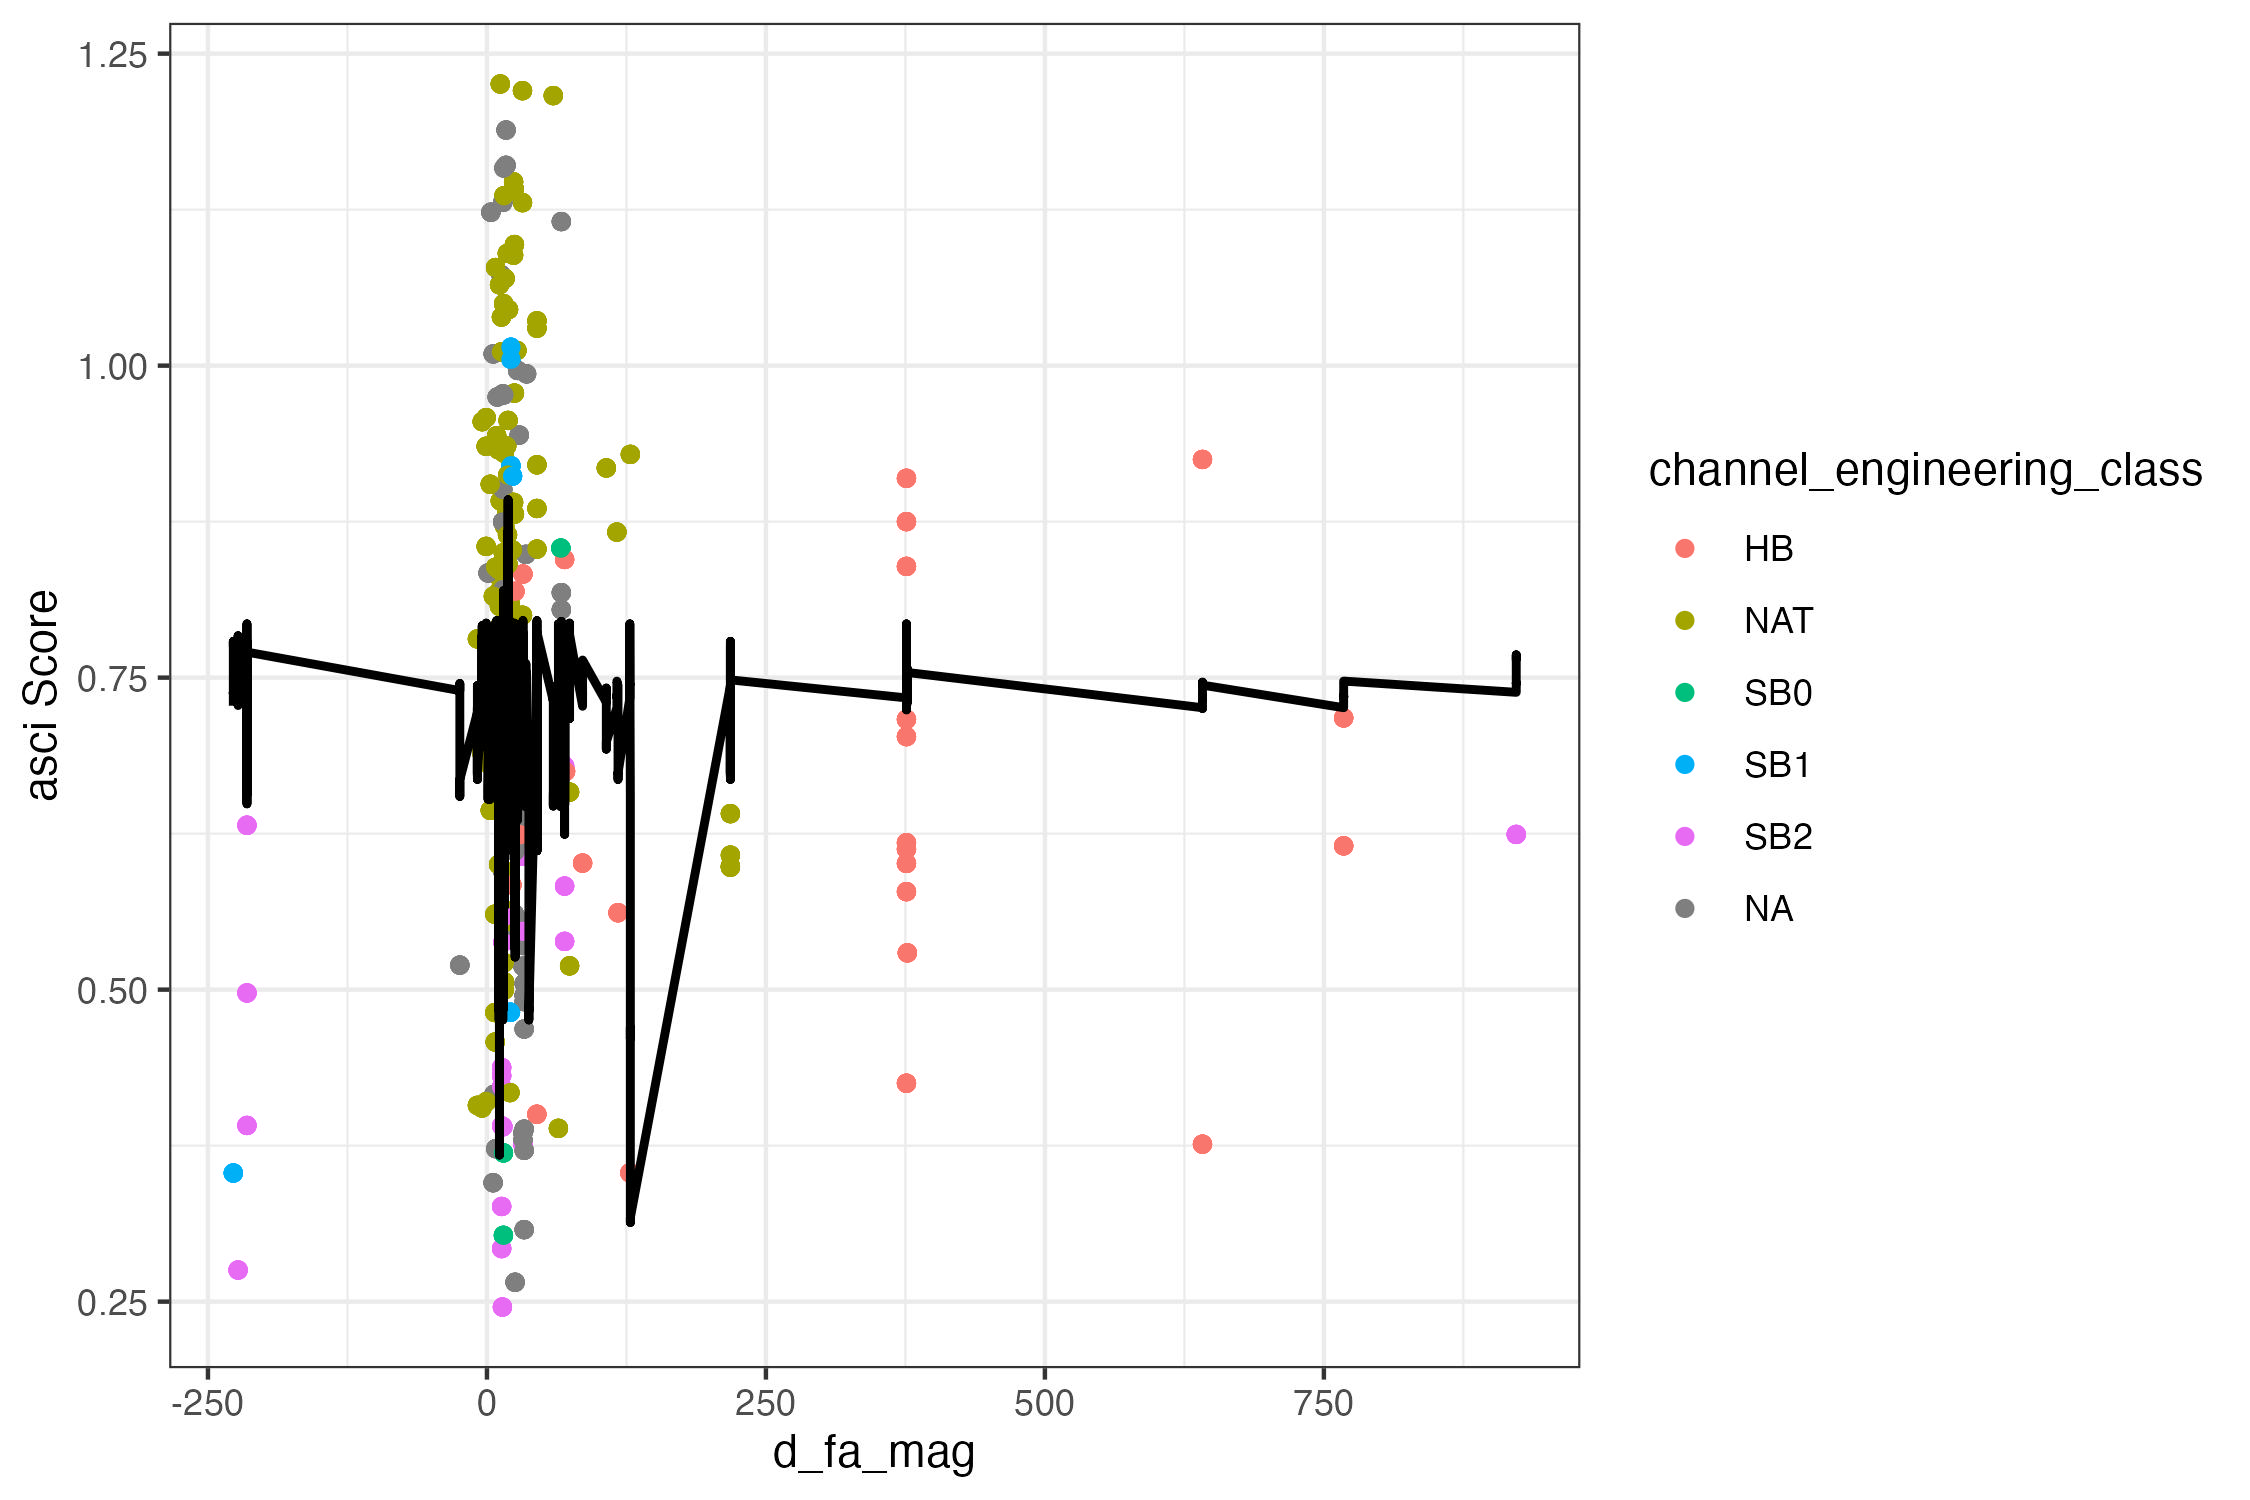 1.25
1.00
0.75
0.50
0.25
asci Score
-250
0
250
500
750
d_fa_mag
channel_engineering_class
HB
NAT
SB0
SB1
SB2
NA